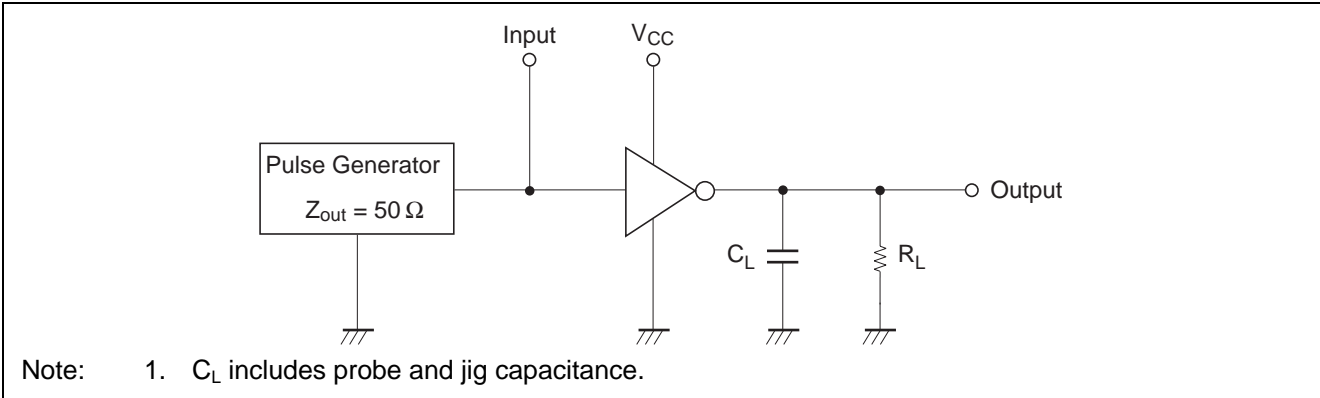 Input
VCC
Pulse Generator
Zout = 50 Ω
Output
CL
RL
Note: 1. CL includes probe and jig capacitance.